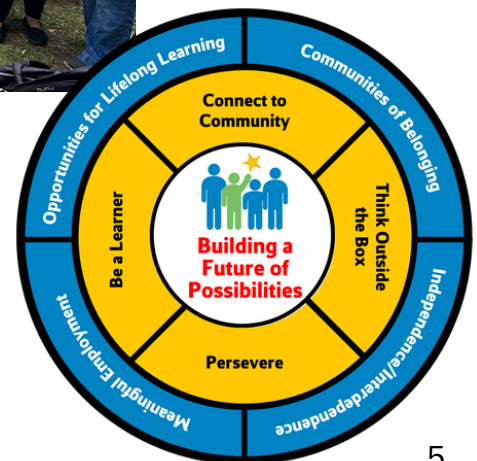 Opportunities for Lifelong Learning
Communities of Belonging
Connect to
Community
Be a Learner
Think Outside
the Box
Building a
Future of
Possibilities
Persevere
Meaningful Employment
Independence/Interdependence
5